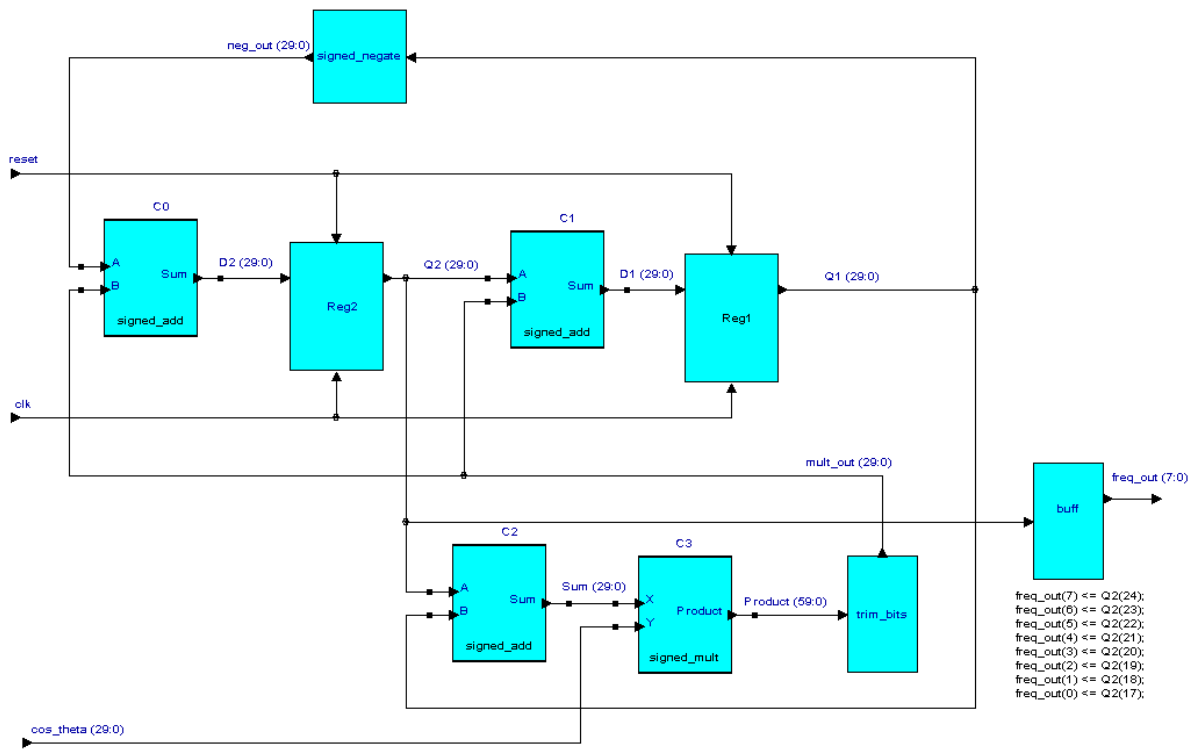 neg_out (29:0)
signed_negate
reset
C0
A
B
Sum
signed_add
D2 (29:0)
Reg2
Q2 (29:0)
C1
A
B
Sum
signed_add
D1 (29:0)
Reg1
Q1 (29:0)
clk
mult_out (29:0)
C2
A
B
Sum
signed_add
Sum (29:0)
C3
X
Y
Product
signed_mult
Product (59:0)
trim_bits
buff
freq_out (7:0)
freq_out(7) <= Q2(24);
freq_out(6) <= Q2(23);
freq_out(5) <= Q2(22);
freq_out(4) <= Q2(21);
freq_out(3) <= Q2(20);
freq_out(2) <= Q2(19);
freq_out(1) <= Q2(18);
freq_out(0) <= Q2(17);
cos_theta (29:0)